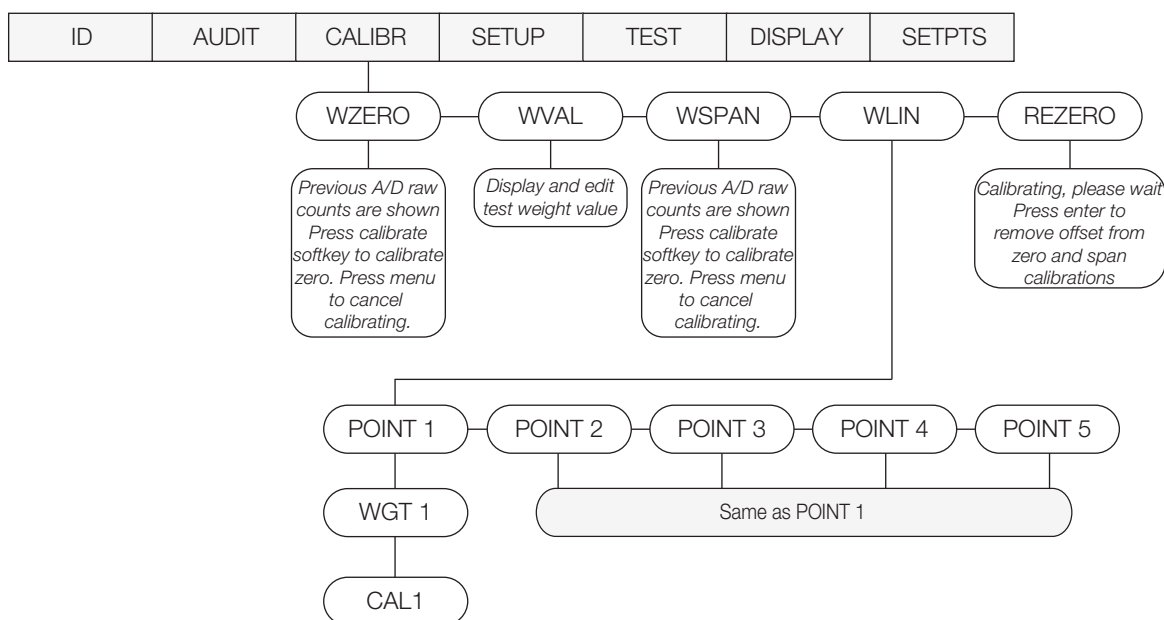 ID AUDIT CALIBR SETUP TEST DISPLAY SETPTS
WZERO WVAL WSPAN WLIN REZERO
Previous A/D raw
counts are shown
Press calibrate
softkey to calibrate
zero. Press menu
to cancel
calibrating.
Display and edit
test weight value
Previous A/D raw
counts are shown
Press calibrate
softkey to calibrate
zero. Press menu
to cancel
calibrating.
Calibrating, please wait
Press enter to
remove offset from
zero and span
calibrations
POINT 1 POINT 2 POINT 3 POINT 4 POINT 5
WGT 1
Same as POINT 1
CAL1